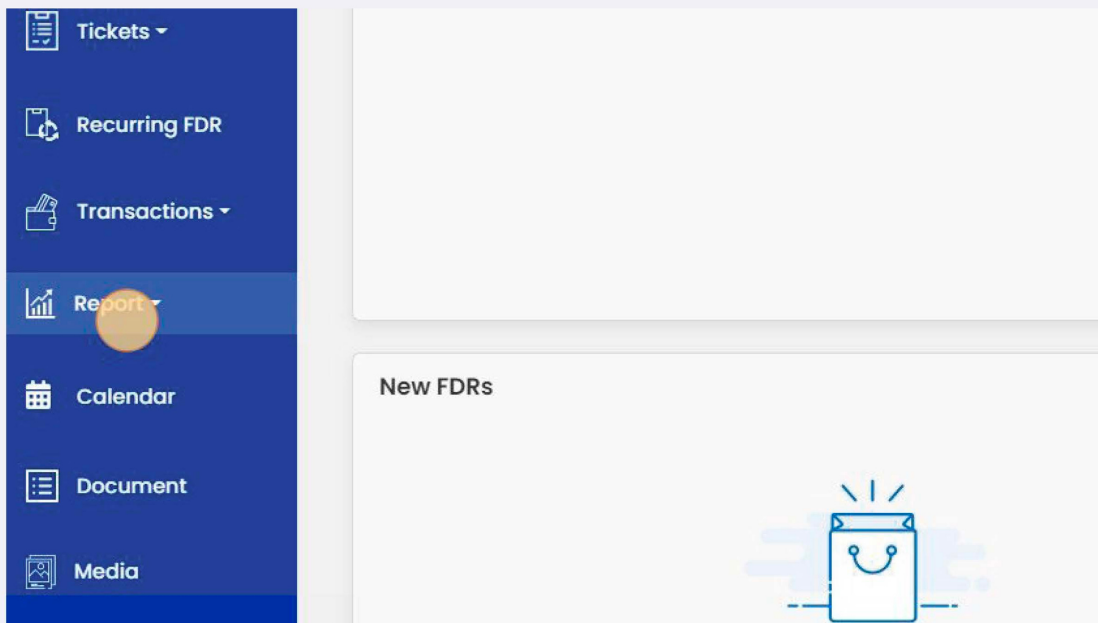 Tickets
Recurring FDR
Transactions
Report
Calendar
Document
Media
New FDRs